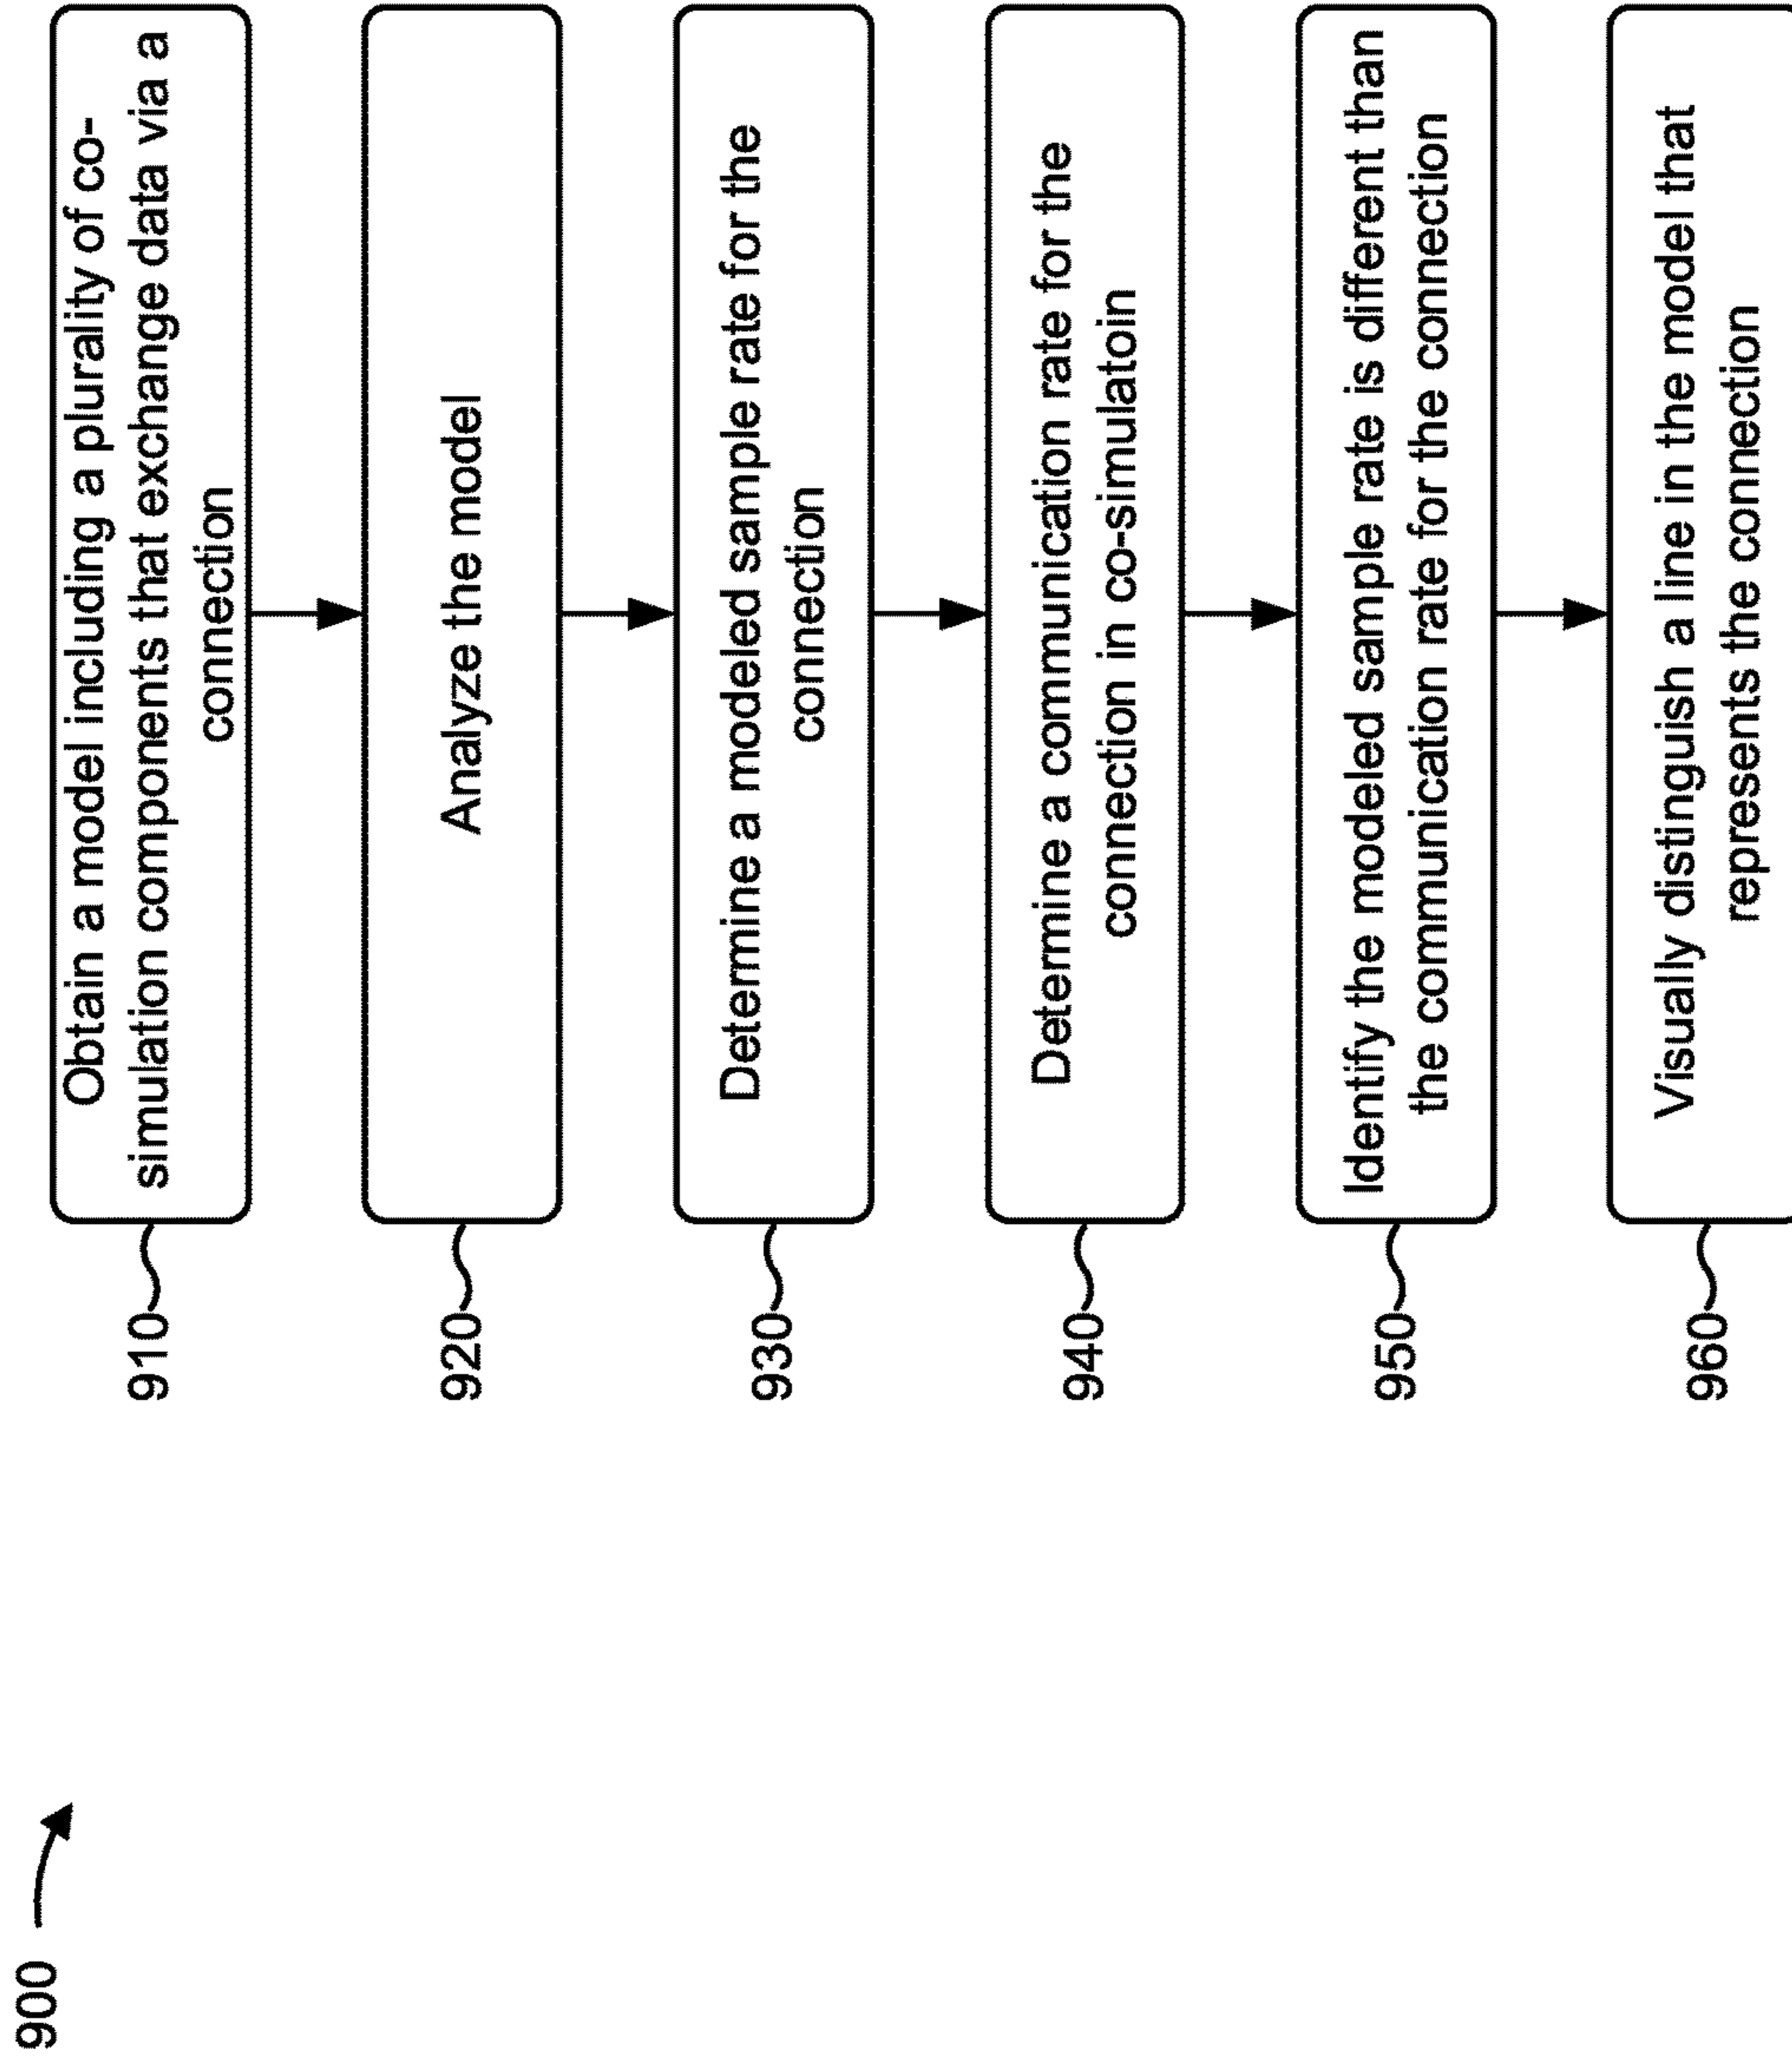 900
910
Obtain a model including a plurality of co-
simulation components that exchange data via a
connection
920
Analyze the model
930
Determine a modeled sample rate for the
connection
940
Determine a communication rate for the
connection in co-simulatoin
950
Identify the modeled sample rate is different than
the communication rate for the connection
960
Visually distinguish a line in the model that
represents the connection